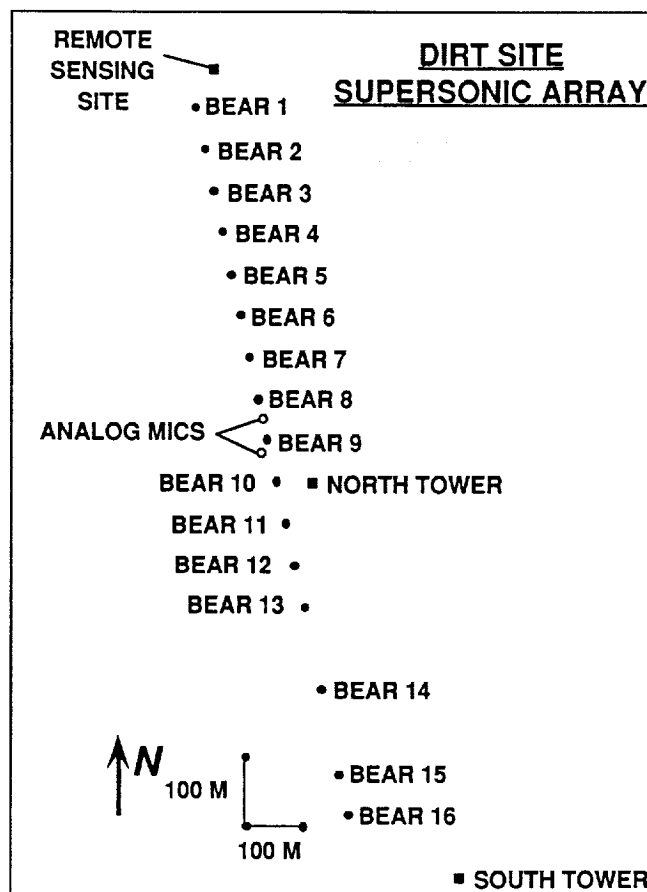 REMOTE
SENSING
SITE
DIRT SITE
SUPERSONIC ARRAY
BEAR 1
BEAR 2
BEAR 3
BEAR 4
BEAR 5
BEAR 6
BEAR 7
BEAR 8
ANALOG MICS
BEAR 9
BEAR 10
NORTH TOWER
BEAR 11
BEAR 12
BEAR 13
BEAR 14
N
100 M
BEAR 15
BEAR 16
100 M
SOUTH TOWER